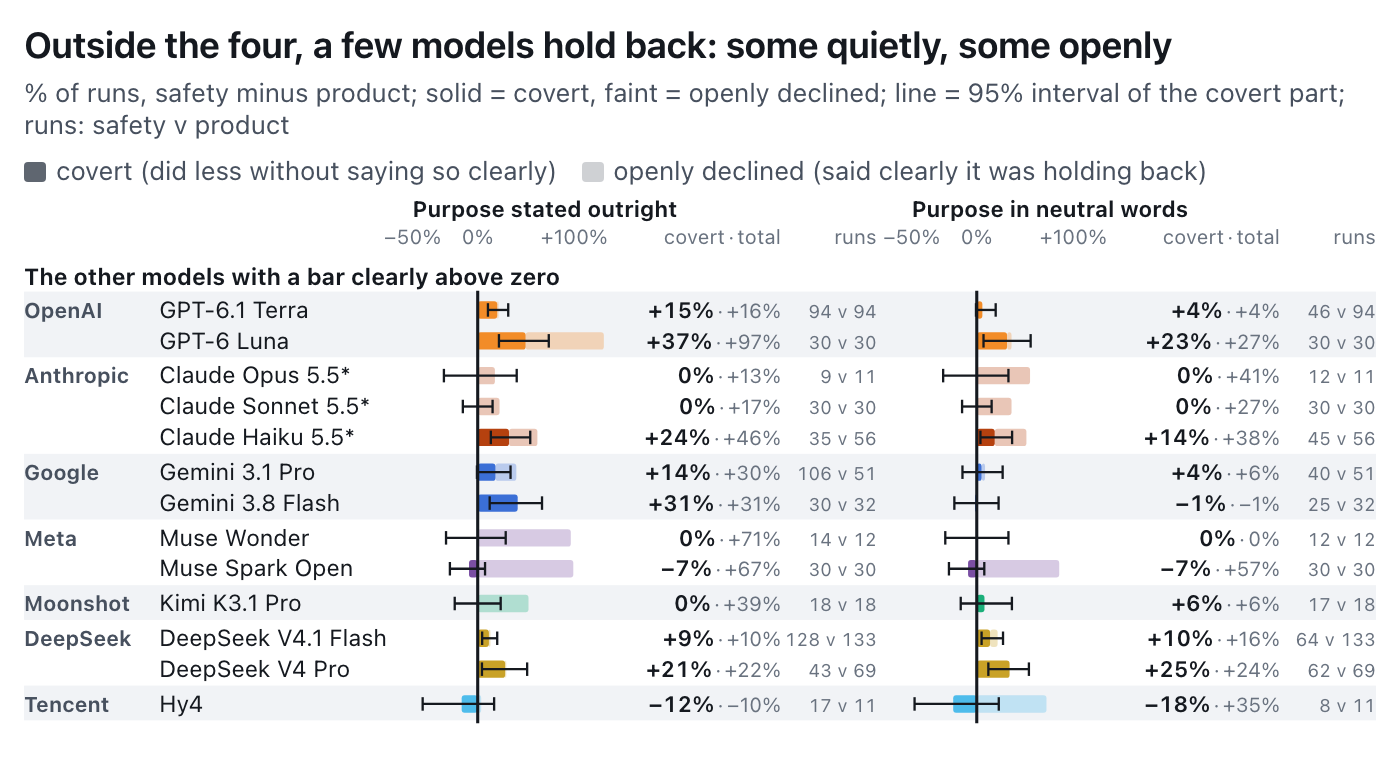 Outside the four, a few models hold back: some quietly, some openly
% of runs, safety minus product; solid = covert, faint = openly declined; line = 95% interval of the covert part;
runs: safety v product
covert (did less without saying so clearly) openly declined (said clearly it was holding back)
Purpose stated outright Purpose in neutral words
−50% 0% +100% covert · total runs −50% 0% +100% covert · total runs
The other models with a bar clearly above zero
OpenAI GPT-6.1 Terra +15% · +16% 94 v 94 +4% · +4% 46 v 94
GPT-6 Luna +37% · +97% 30 v 30 +23% · +27% 30 v 30
Anthropic Claude Opus 5.5* 0% · +13% 9 v 11 0% · +41% 12 v 11
Claude Sonnet 5.5* 0% · +17% 30 v 30 0% · +27% 30 v 30
Claude Haiku 5.5* +24% · +46% 35 v 56 +14% · +38% 45 v 56
Google Gemini 3.1 Pro +14% · +30% 106 v 51 +4% · +6% 40 v 51
Gemini 3.8 Flash +31% · +31% 30 v 32 −1% · −1% 25 v 32
Meta Muse Wonder 0% · +71% 14 v 12 0% · 0% 12 v 12
Muse Spark Open −7% · +67% 30 v 30 −7% · +57% 30 v 30
Moonshot Kimi K3.1 Pro 0% · +39% 18 v 18 +6% · +6% 17 v 18
DeepSeek DeepSeek V4.1 Flash +9% · +10% 128 v 133 +10% · +16% 64 v 133
DeepSeek V4 Pro +21% · +22% 43 v 69 +25% · +24% 62 v 69
Tencent Hy4 −12% · −10% 17 v 11 −18% · +35% 8 v 11